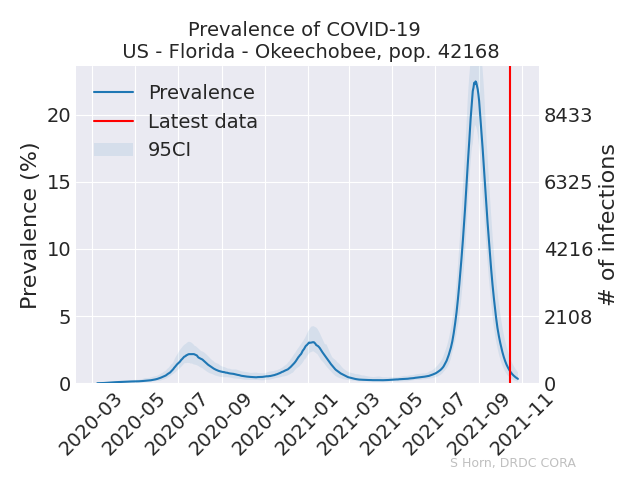 Prevalence of COVID-19
US - Florida - Okeechobee, pop. 42168
Prevalence
Latest data
95CI
Prevalence (%)
20
15
10
5
0
8433
6325
4216
2108
0
# of infections
2020-03
2020-05
2020-07
2020-09
2020-11
2021-01
2021-03
2021-05
2021-07
2021-09
2021-11
S Horn, DRDC CORA